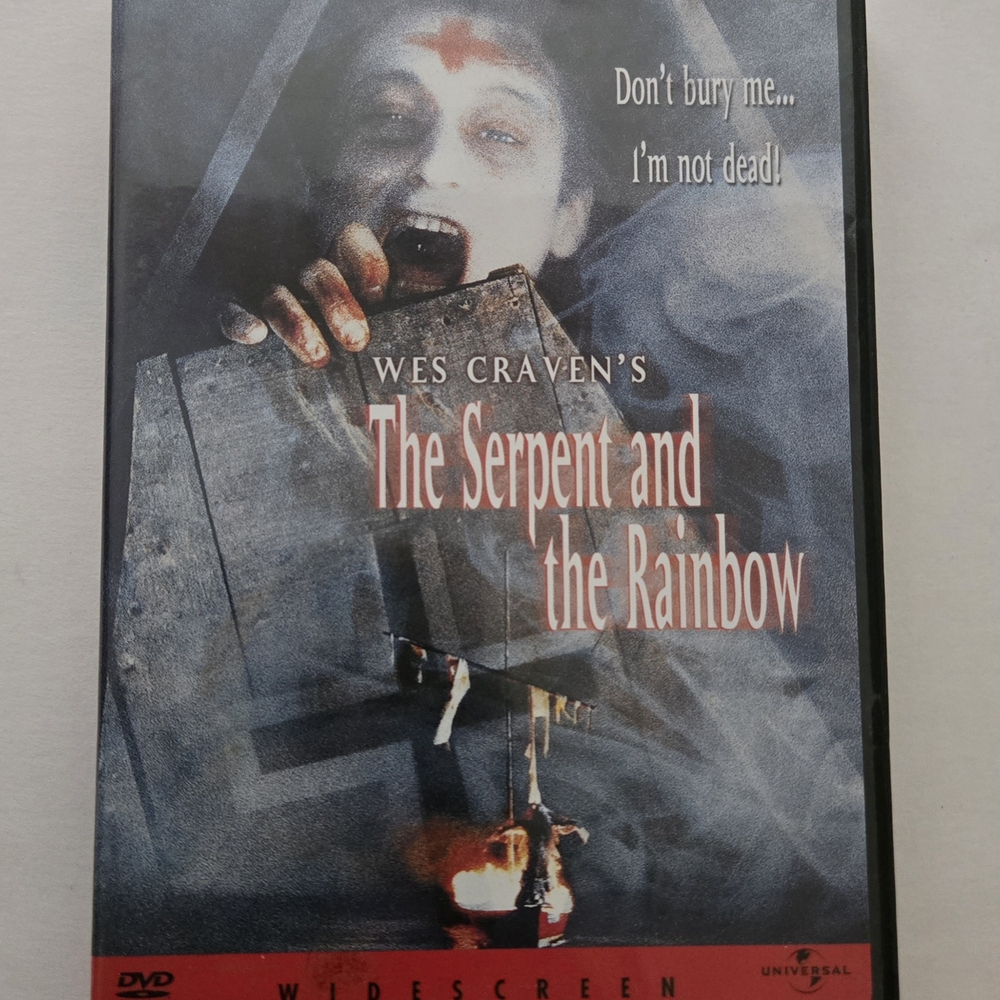 Don't bury me...
I'm not dead!
WES CRAVEN'S
The Serpent and
the Rainbow
DVD
WIDESCREEN
UNIVERSAL